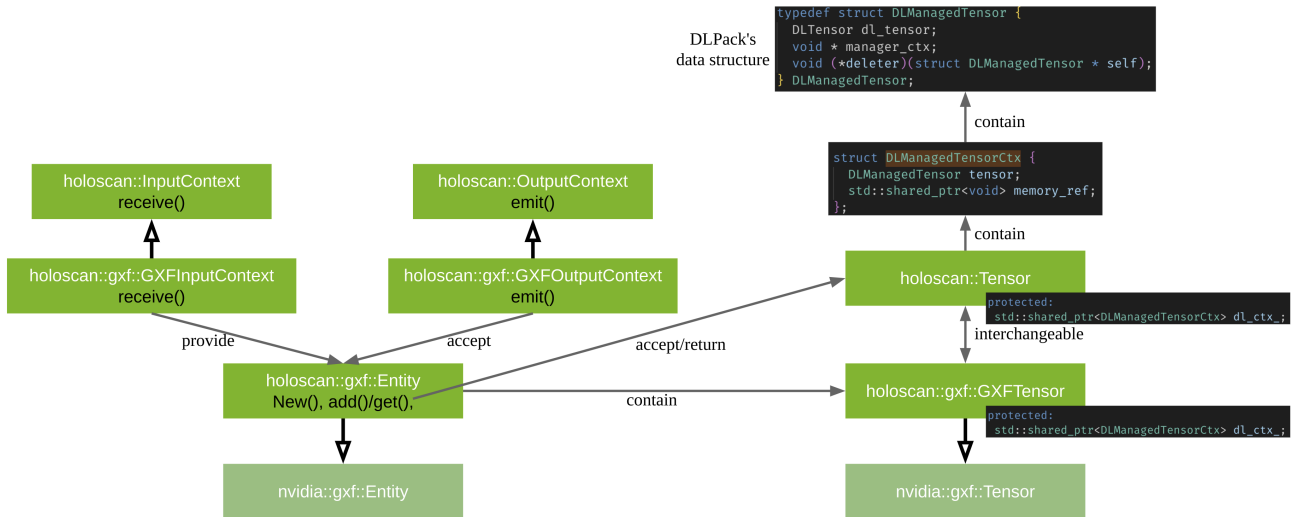 typedef struct DLManagedTensor {
DLTensor dl_tensor;
void * manager_ctx;
void (*deleter)(struct DLManagedTensor * self);
} DLManagedTensor;
DLPack's
data structure
contain
struct DLManagedTensorCtx {
DLManagedTensor tensor;
std::shared_ptr<void> memory_ref;
};
contain
holoscan::InputContext
receive()
holoscan::OutputContext
emit()
holoscan::gxf::GXFInputContext
receive()
holoscan::gxf::GXFOutputContext
emit()
holoscan::Tensor
protected:
std::shared_ptr<DLManagedTensorCtx> dl_ctx_;
provide
accept
accept/return
interchangeable
holoscan::gxf::Entity
New(), add()/get(),
contain
holoscan::gxf::GXFTensor
protected:
std::shared_ptr<DLManagedTensorCtx> dl_ctx_;
nvidia::gxf::Entity
nvidia::gxf::Tensor